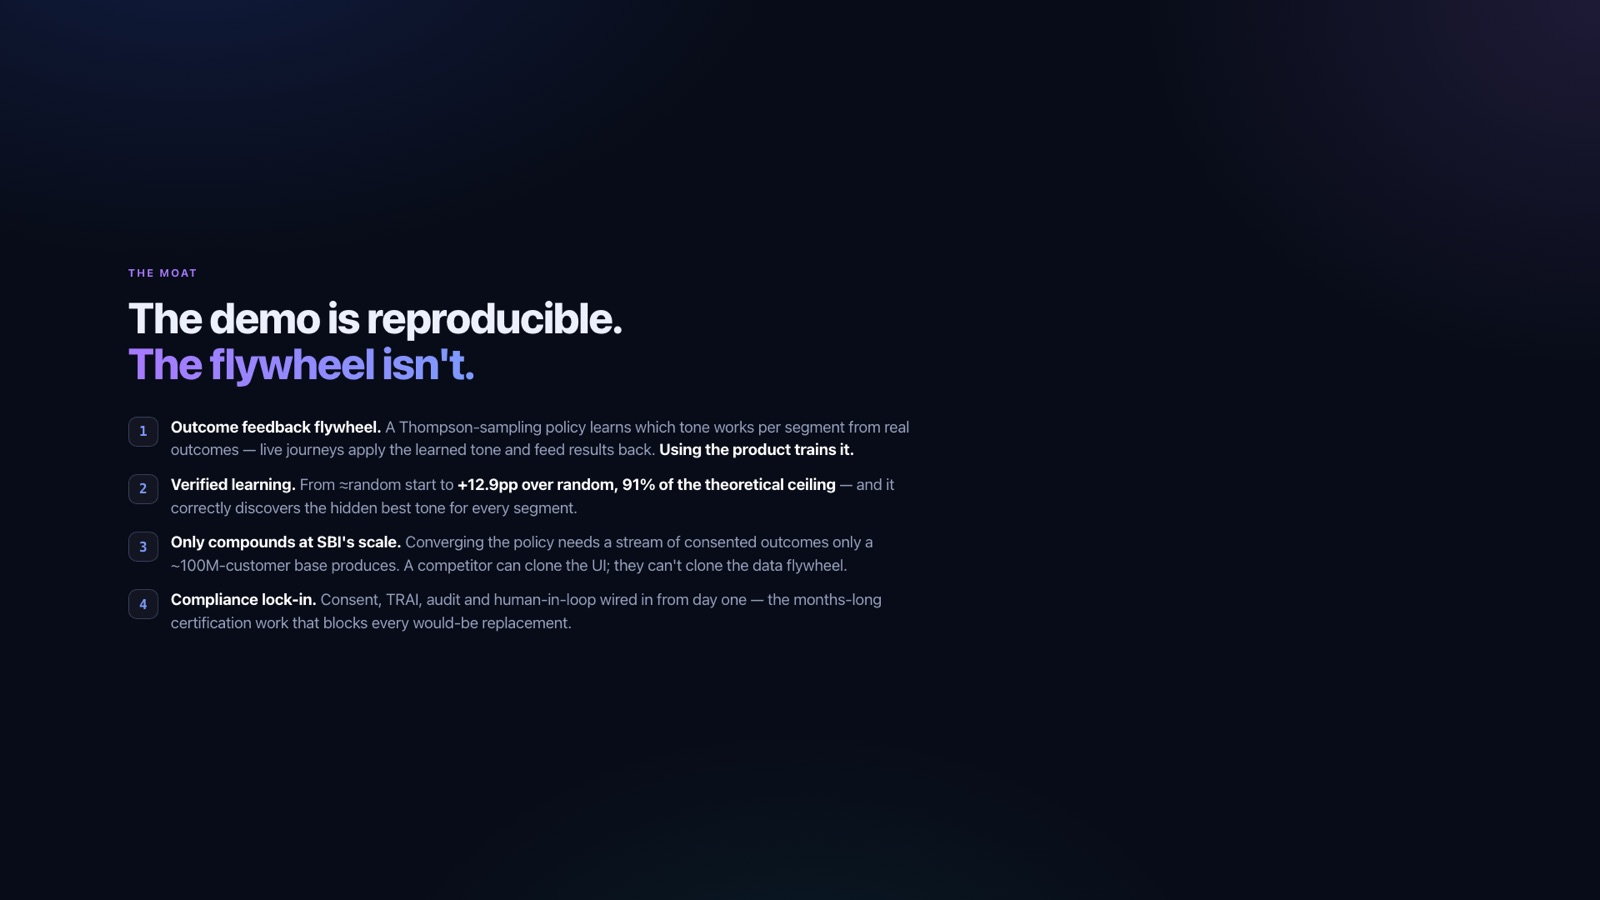 THE MOAT
The demo is reproducible.
The flywheel isn't.
1
Outcome feedback flywheel. A Thompson-sampling policy learns which tone works per segment from real
outcomes — live journeys apply the learned tone and feed results back. Using the product trains it.
2
Verified learning. From ≈random start to +12.9pp over random, 91% of the theoretical ceiling — and it
correctly discovers the hidden best tone for every segment.
3
Only compounds at SBI's scale. Converging the policy needs a stream of consented outcomes only a
~100M-customer base produces. A competitor can clone the UI; they can't clone the data flywheel.
4
Compliance lock-in. Consent, TRAI, audit and human-in-loop wired in from day one — the months-long
certification work that blocks every would-be replacement.